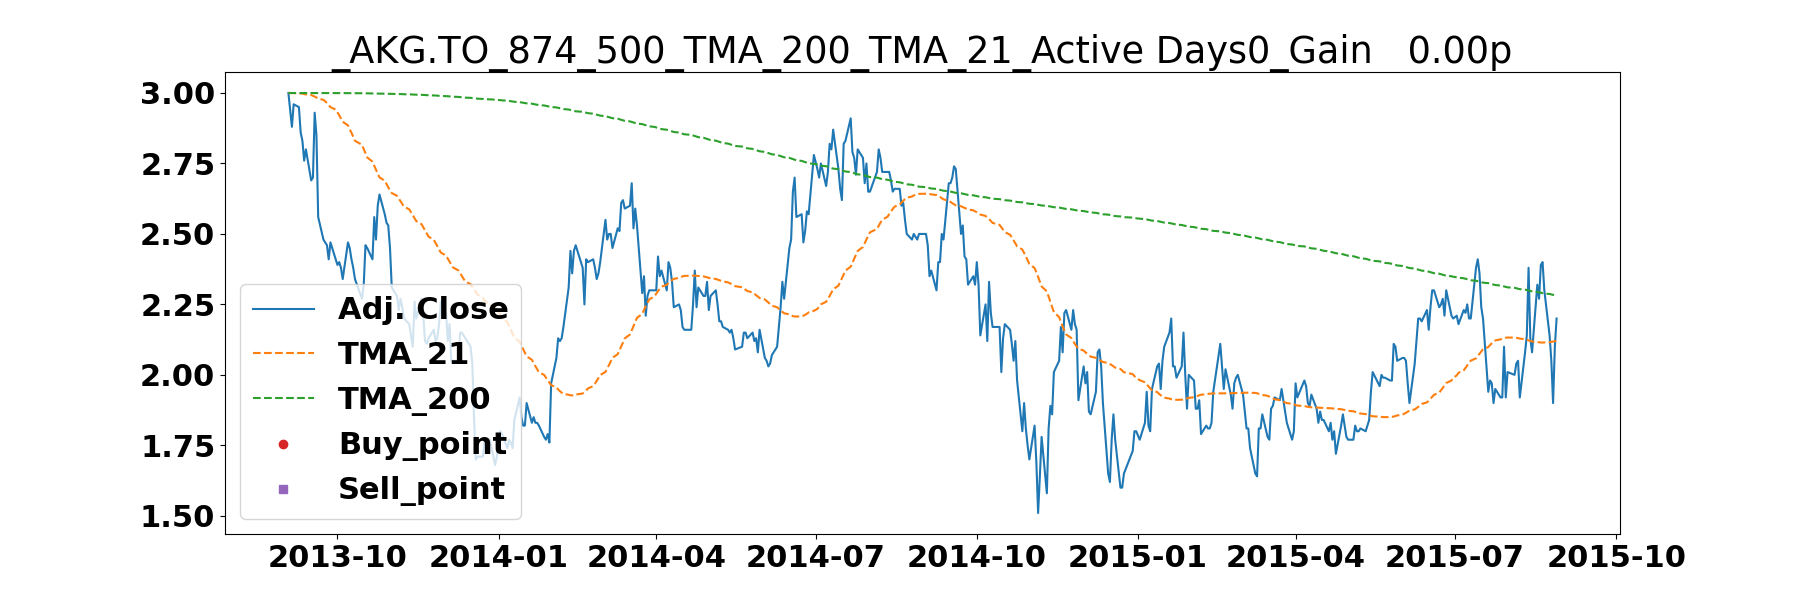 _AKG.TO_874_500_TMA_200_TMA_21_Active Days0_Gain   0.00p
3.00
2.75
2.50
2.25
2.00
1.75
1.50
Adj. Close
TMA_21
TMA_200
Buy_point
Sell_point
2013-10 2014-01 2014-04 2014-07 2014-10 2015-01 2015-04 2015-07 2015-10